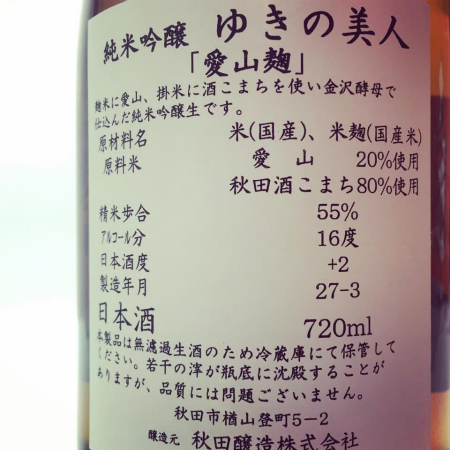 純米吟醸 ゆきの美人
「愛山麹」
麹米に愛山、掛米に酒こまちを使い金沢酵母で
仕込んだ純米吟醸生です。
原材料名 米(国産)、米麹(国産米)
原料米 愛山 20%使用
秋田酒こまち80%使用
精米歩合 55%
アルコール分 16度
日本酒度 +2
製造年月 27-3
日本酒 720ml
本製品は無濾過生酒のため冷蔵庫にて保管して
ください。若干の滓が瓶底に沈殿することが
ありますが、品質には問題ございません。
秋田市楢山登町5-2
醸造元 秋田醸造株式会社